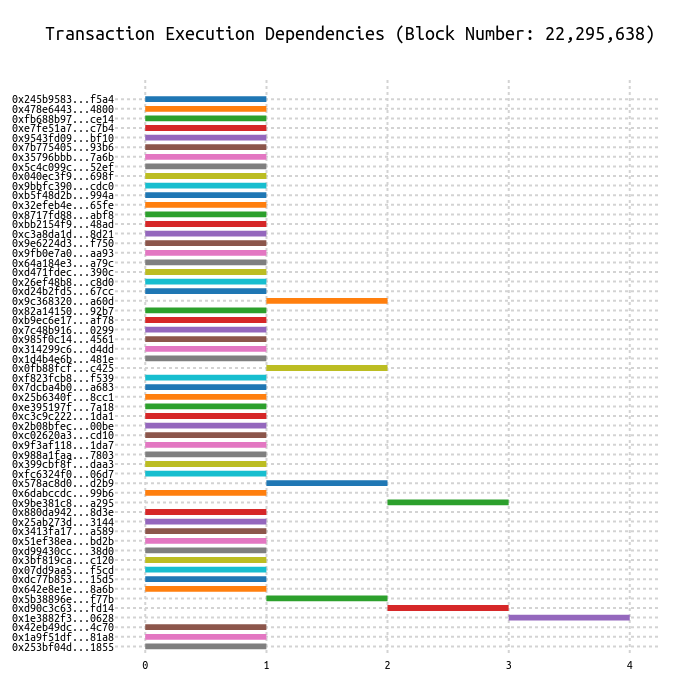 Transaction Execution Dependencies (Block Number: 22,295,638)
0x245b9583...f5a4
0x478e6443...4800
0xfb688b97...ce14
0xe7fe51a7...c7b4
0x9543fd09...bf10
0x7b775405...93b6
0x35796bbb...7a6b
0x5c4c099c...52ef
0x040ec3f9...698f
0x9bbfc390...cdc0
0xb5f48d2b...994a
0x32efeb4e...65fe
0x8717fd88...abf8
0xbb2154f9...48ad
0xc3a8da1d...8d21
0x9e6224d3...f750
0x9fb0e7a0...aa93
0x64a184e3...a79c
0xd471fdec...390c
0x26ef48b8...c8d0
0xd24b2fd5...67cc
0x9c368320...a60d
0x82a14150...92b7
0xb9ec6e17...af78
0x7c48b916...0299
0x985f0c14...4561
0x314299c6...d4dd
0x1d4b4e6b...481e
0x0fb88fcf...c425
0xf823fcb8...f539
0x7dcba4b0...a683
0x25b6340f...8cc1
0xe395197f...7a18
0xc3c9c222...1da1
0x2b08bfec...00be
0xc02620a3...cd10
0x9f3af118...1da7
0x988a1faa...7803
0x399cbf8f...daa3
0xfc6324f0...06d7
0x578ac8d0...d2b9
0x6dabccdc...99b6
0x9be381c8...a295
0x880da942...8d3e
0x25ab273d...3144
0x3413fa17...a589
0x51ef38ea...bd2b
0xd99430cc...38d0
0x3bf819ca...c120
0x07dd9aa5...f5cd
0xdc77b853...15d5
0x642e8e1e...8a6b
0x5b38896e...f77b
0xd90c3c63...fd14
0x1e3882f3...0628
0x42eb49dc...4c70
0x1a9f51df...81a8
0x253bf04d...1855
0 1 2 3 4